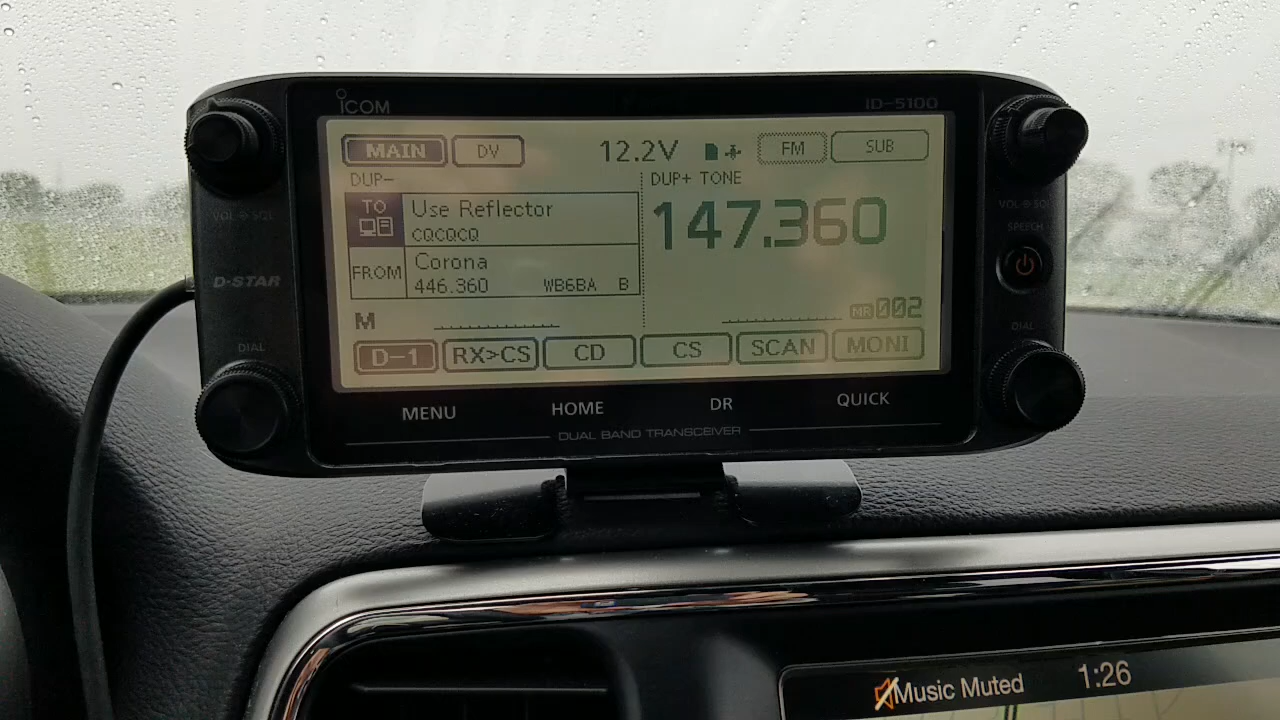 ICOM
ID-5100
MAIN DV 12.2V FM SUB
DUP- DUP+ TONE
TO Use Reflector
CQCQCQ
147.360
FROM Corona
446.360 WB6BA B
M MR 002
D-1 RX>CS CD CS SCAN MONI
MENU HOME DR QUICK
DUAL BAND TRANSCEIVER
VOL SQL
D-STAR
DIAL
VOL SQL
SPEECH
DIAL
Music Muted 1:26